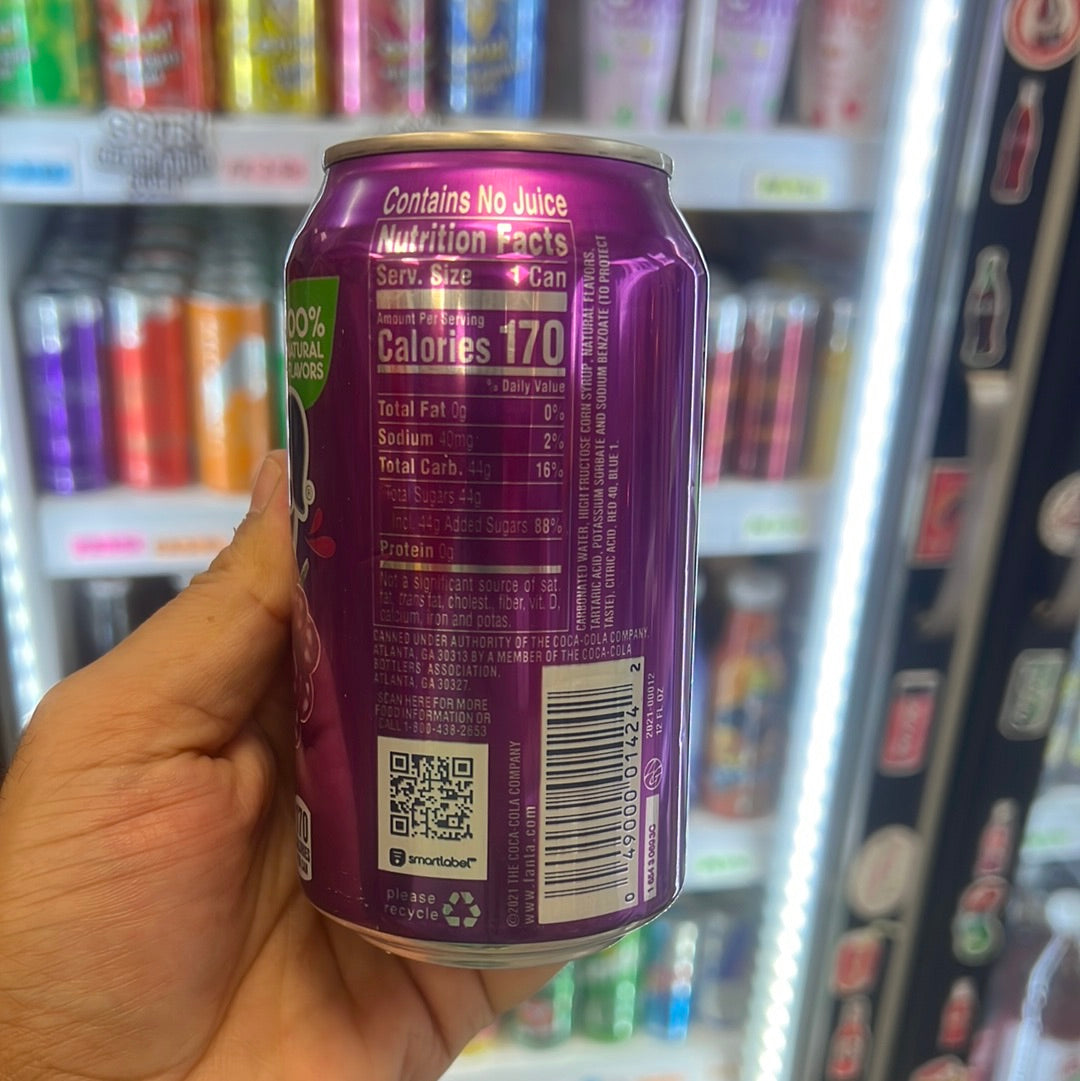 Contains No Juice
Nutrition Facts
Serv. Size 1 Can
Amount Per Serving
Calories 170
% Daily Value
Total Fat 0g 0%
Sodium 40mg 2%
Total Carb. 44g 16%
Total Sugars 44g
Incl. 44g Added Sugars 88%
Protein 0g
Not a significant source of sat.
fat, trans fat, cholest., fiber, vit. D,
calcium, iron and potas.
CARBONATED WATER, HIGH FRUCTOSE CORN SYRUP, NATURAL FLAVORS,
TARTARIC ACID, POTASSIUM SORBATE AND SODIUM BENZOATE (TO PROTECT
TASTE), CITRIC ACID, RED 40, BLUE 1.
CANNED UNDER AUTHORITY OF THE COCA-COLA COMPANY,
ATLANTA, GA 30313 BY A MEMBER OF THE COCA-COLA
BOTTLERS ASSOCIATION,
ATLANTA, GA 30327.
SCAN HERE FOR MORE
FOOD INFORMATION OR
CALL 1-800-438-2653
smartlabel™
please
recycle
©2021 THE COCA-COLA COMPANY
www.fanta.com
0 49000 01424 2
2021-00012
12 FL OZ
00%
ATURAL
LAVORS
®